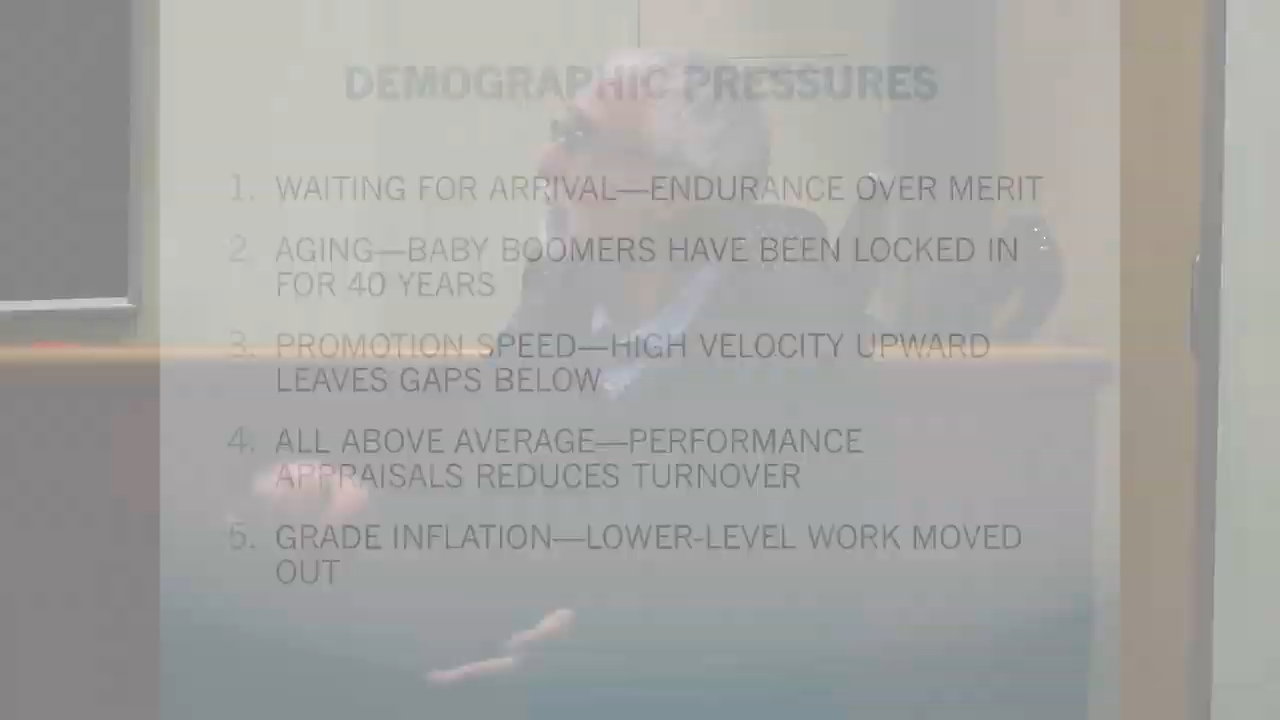 DEMOGRAPHIC PRESSURES
1. WAITING FOR ARRIVAL—ENDURANCE OVER MERIT
2. AGING—BABY BOOMERS HAVE BEEN LOCKED IN
FOR 40 YEARS
3. PROMOTION SPEED—HIGH VELOCITY UPWARD
LEAVES GAPS BELOW
4. ALL ABOVE AVERAGE—PERFORMANCE
APPRAISALS REDUCES TURNOVER
5. GRADE INFLATION—LOWER-LEVEL WORK MOVED
OUT